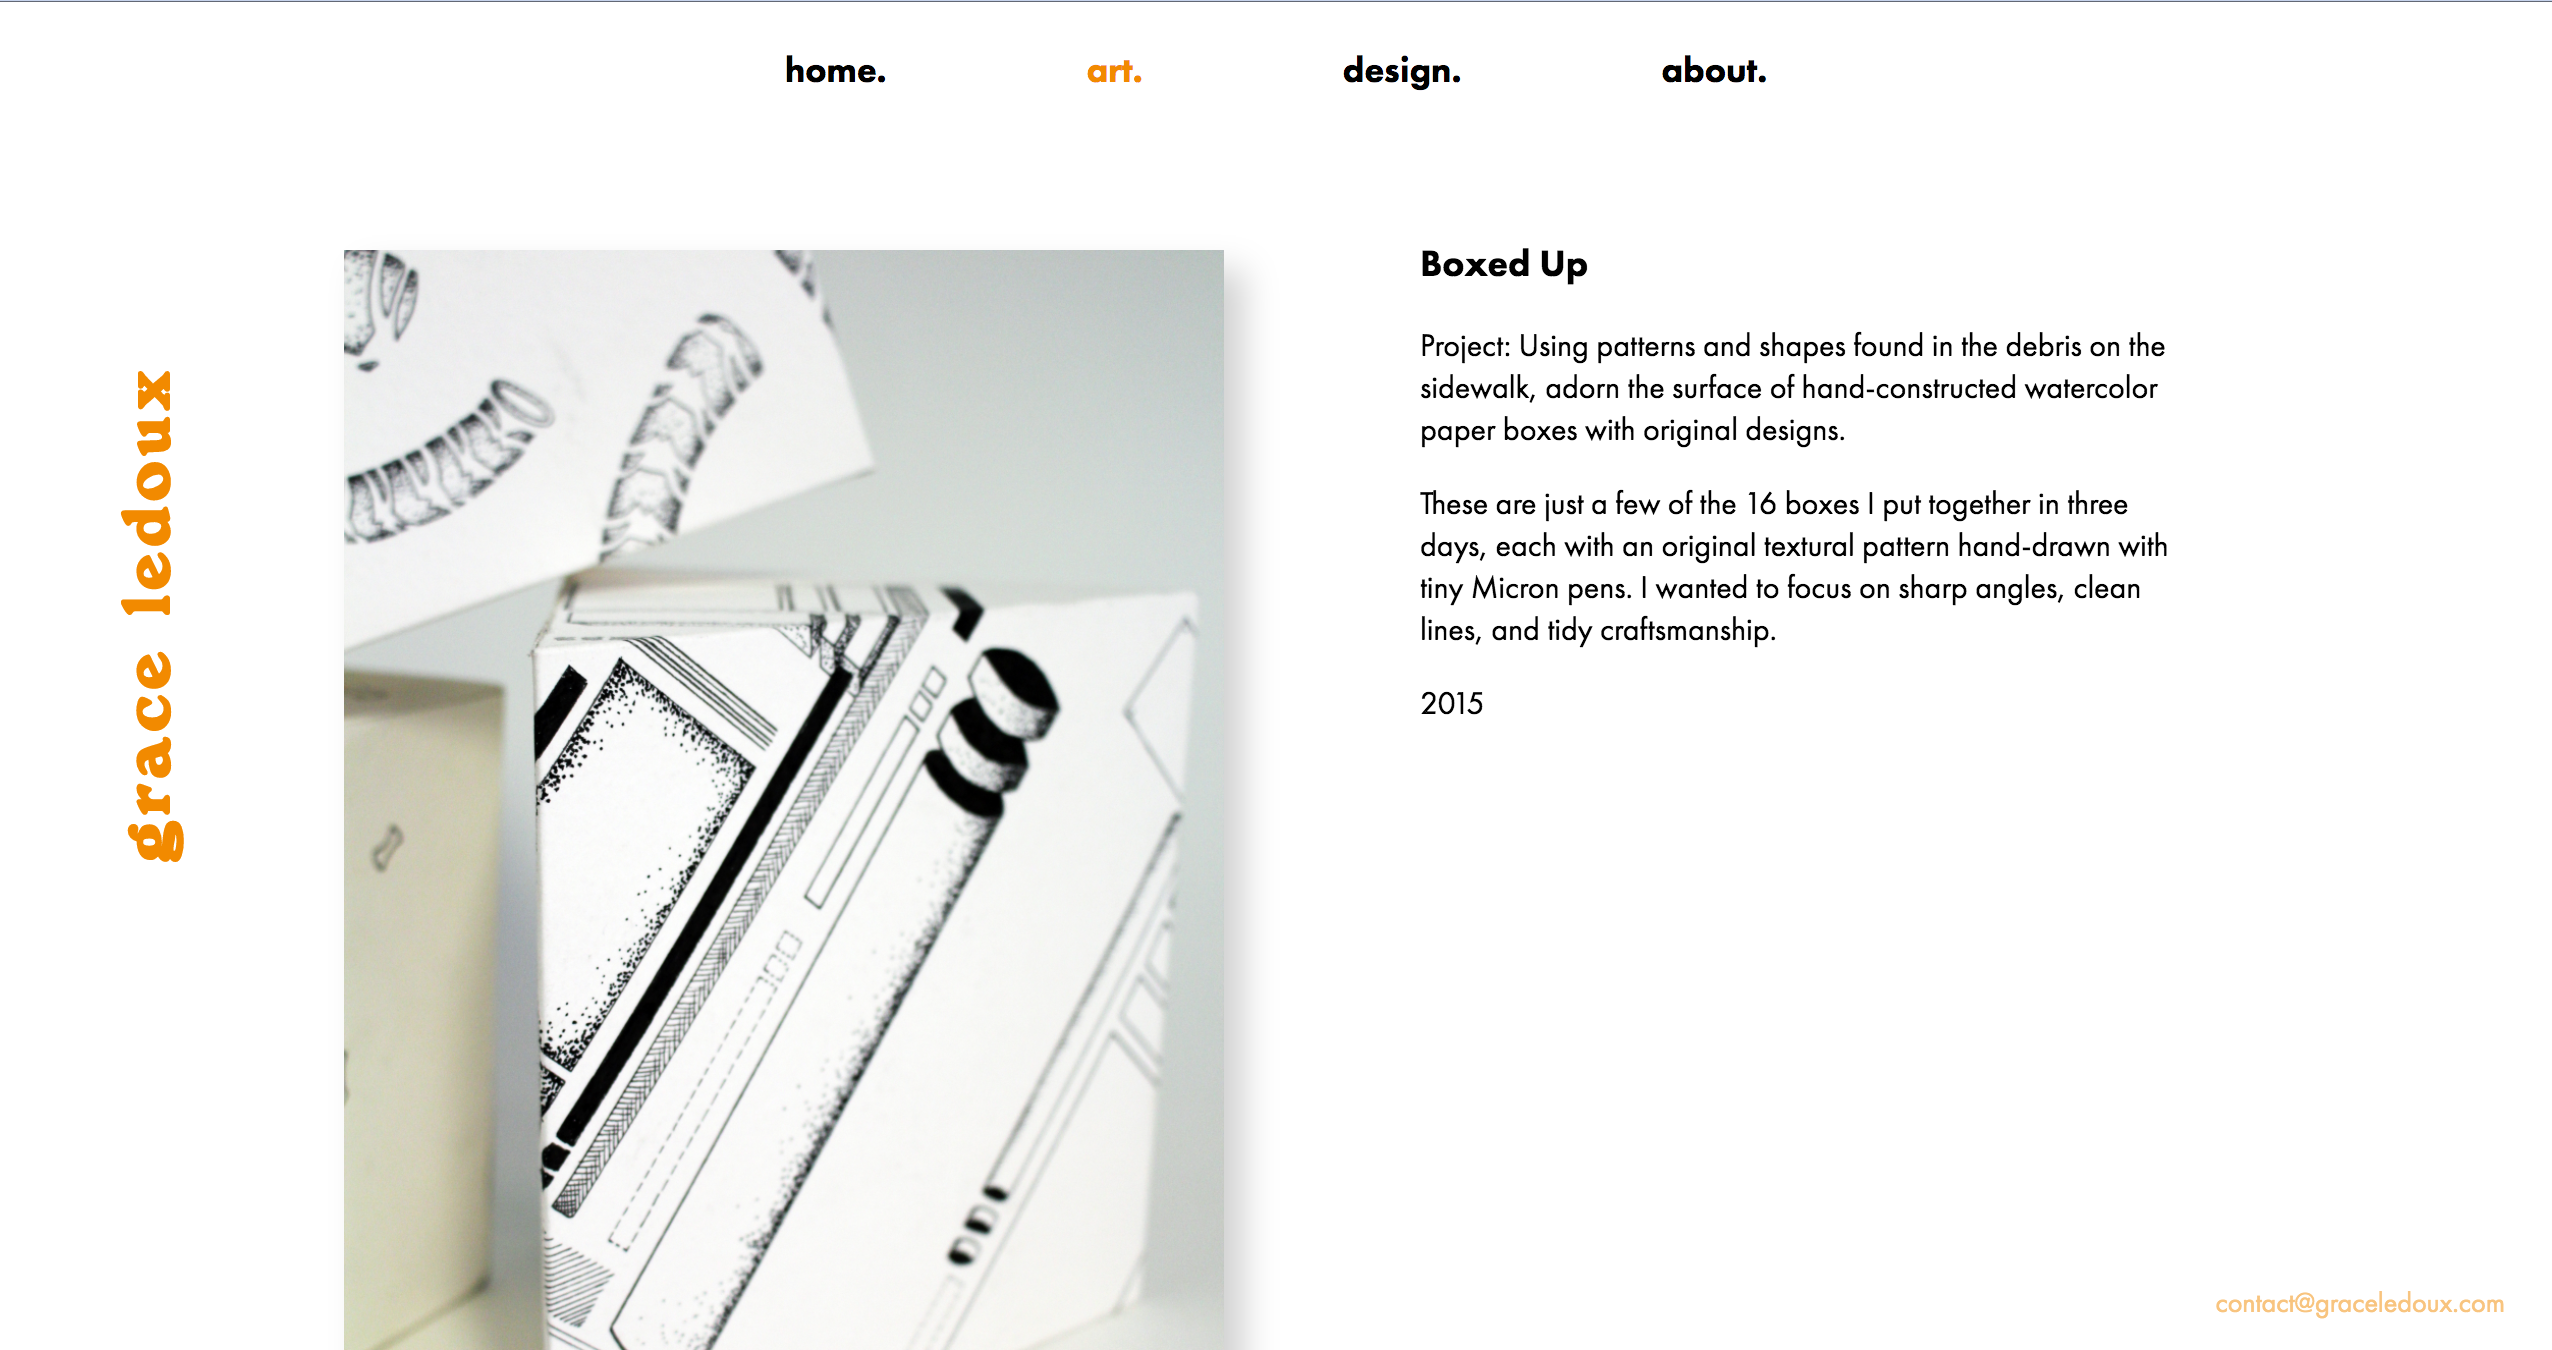 home.
art.
design.
about.
grace ledoux
Boxed Up
Project: Using patterns and shapes found in the debris on the
sidewalk, adorn the surface of hand-constructed watercolor
paper boxes with original designs.
These are just a few of the 16 boxes I put together in three
days, each with an original textural pattern hand-drawn with
tiny Micron pens. I wanted to focus on sharp angles, clean
lines, and tidy craftsmanship.
2015
contact@graceledoux.com